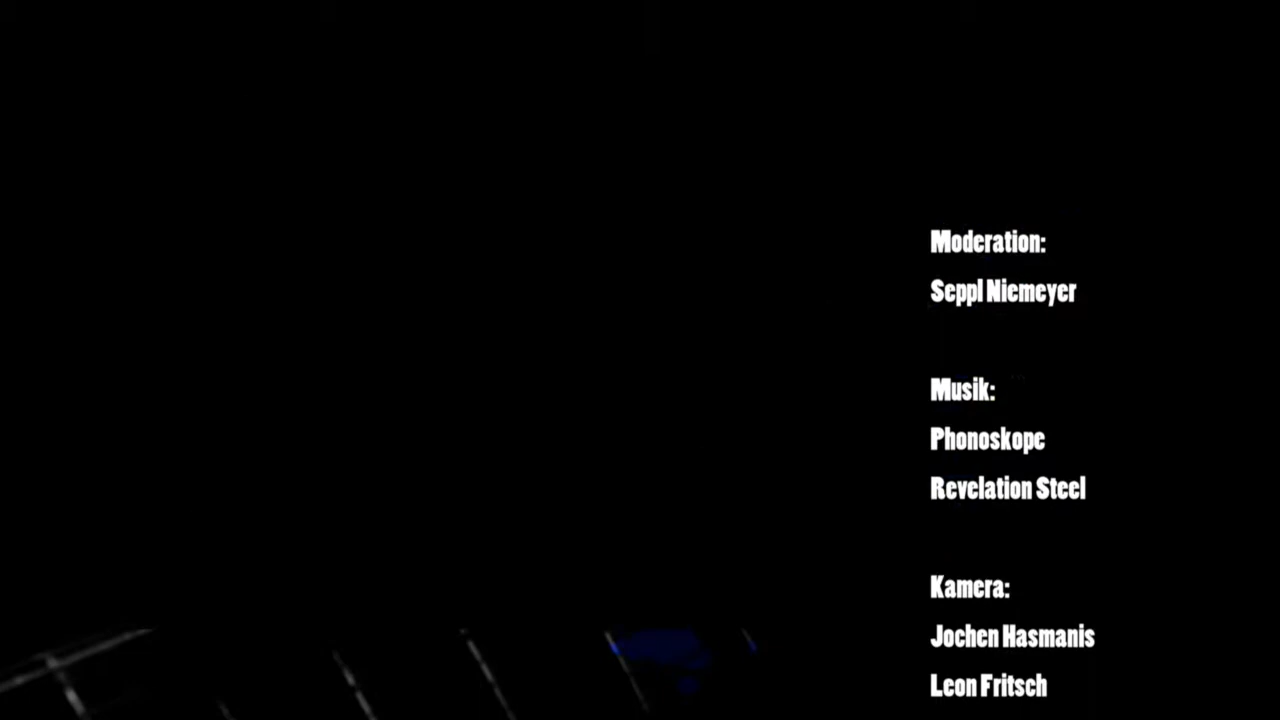 Moderation:
Seppl Niemeyer
Musik:
Phonoskope
Revelation Steel
Kamera:
Jochen Hasmanis
Leon Fritsch